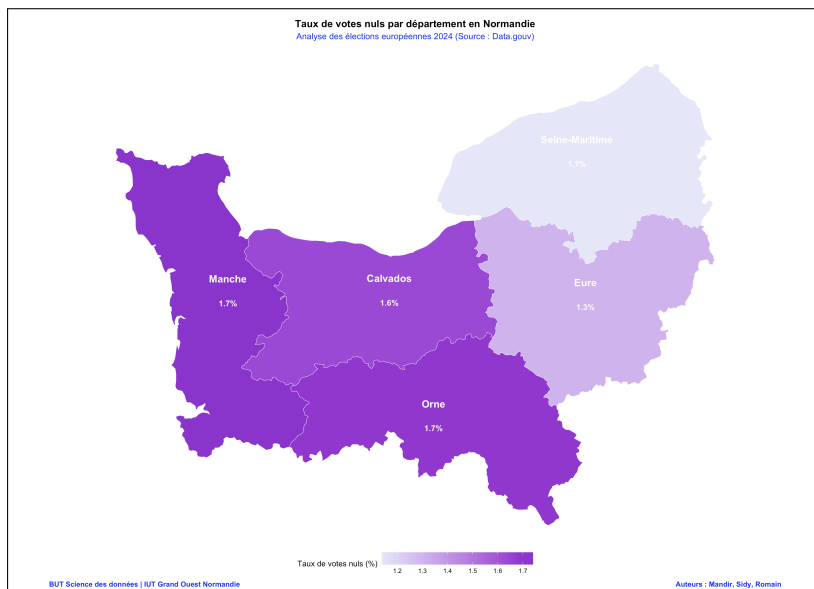 Taux de votes nuls par département en Normandie
Analyse des élections européennes 2024 (Source : Data.gouv)
Seine-Maritime
1.1%
Manche
1.7%
Calvados
1.6%
Eure
1.3%
Orne
1.7%
Taux de votes nuls (%)
1.2 1.3 1.4 1.5 1.6 1.7
BUT Science des données | IUT Grand Ouest Normandie
Auteurs : Mandir, Sidy, Romain